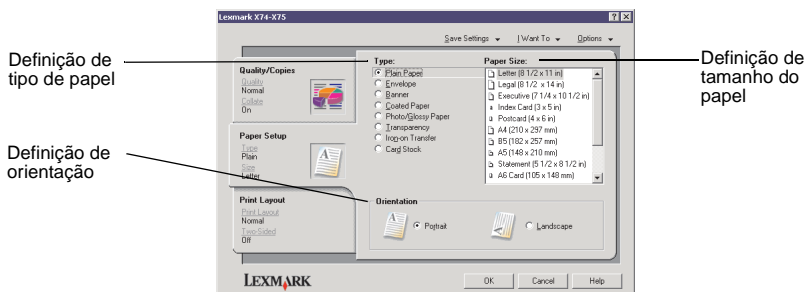 Lexmark X74-X75
Save Settings
I Want To
Options
Definição de
tipo de papel
Definição de
orientação
Quality/Copies
Quality
Normal
Collate
On
Paper Setup
Type
Plain
Size
Letter
Print Layout
Print Layout
Normal
Two-Sided
Off
Type:
Plain Paper
Envelope
Banner
Coated Paper
Photo/Glossy Paper
Transparency
Iron-on Transfer
Card Stock
Paper Size:
Letter (8 1/2 x 11 in)
Legal (8 1/2 x 14 in)
Executive (7 1/4 x 10 1/2 in)
Index Card (3 x 5 in)
Postcard (4 x 6 in)
A4 (210 x 297 mm)
B5 (182 x 257 mm)
A5 (148 x 210 mm)
Statement (5 1/2 x 8 1/2 in)
A6 Card (105 x 148 mm)
Definição de
tamanho do
papel
Orientation
Portrait
Landscape
LEXMARK
OK
Cancel
Help